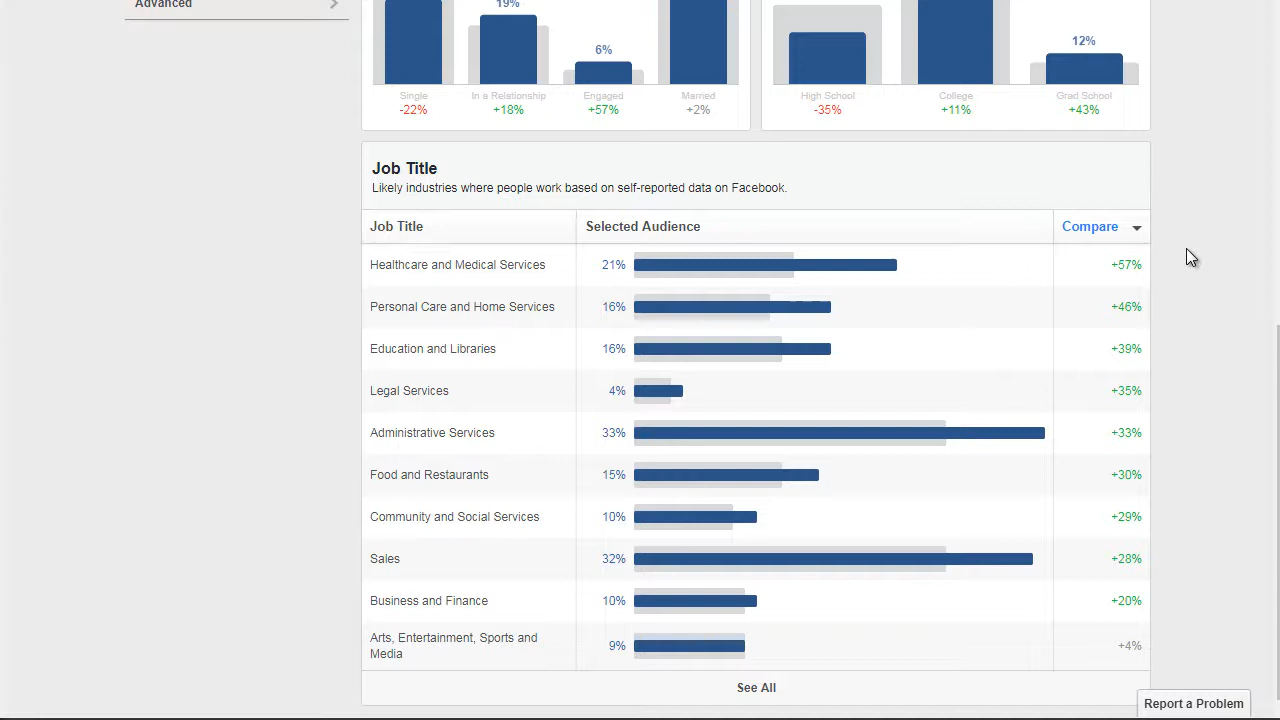 Advanced
19%
6%
12%
Single
In a Relationship
Engaged
Married
-22%
+18%
+57%
+2%
High School
College
Grad School
-35%
+11%
+43%
Job Title
Likely industries where people work based on self-reported data on Facebook.
Job Title
Selected Audience
Compare
Healthcare and Medical Services
21%
+57%
Personal Care and Home Services
16%
+46%
Education and Libraries
16%
+39%
Legal Services
4%
+35%
Administrative Services
33%
+33%
Food and Restaurants
15%
+30%
Community and Social Services
10%
+29%
Sales
32%
+28%
Business and Finance
10%
+20%
Arts, Entertainment, Sports and
Media
9%
+4%
See All
Report a Problem